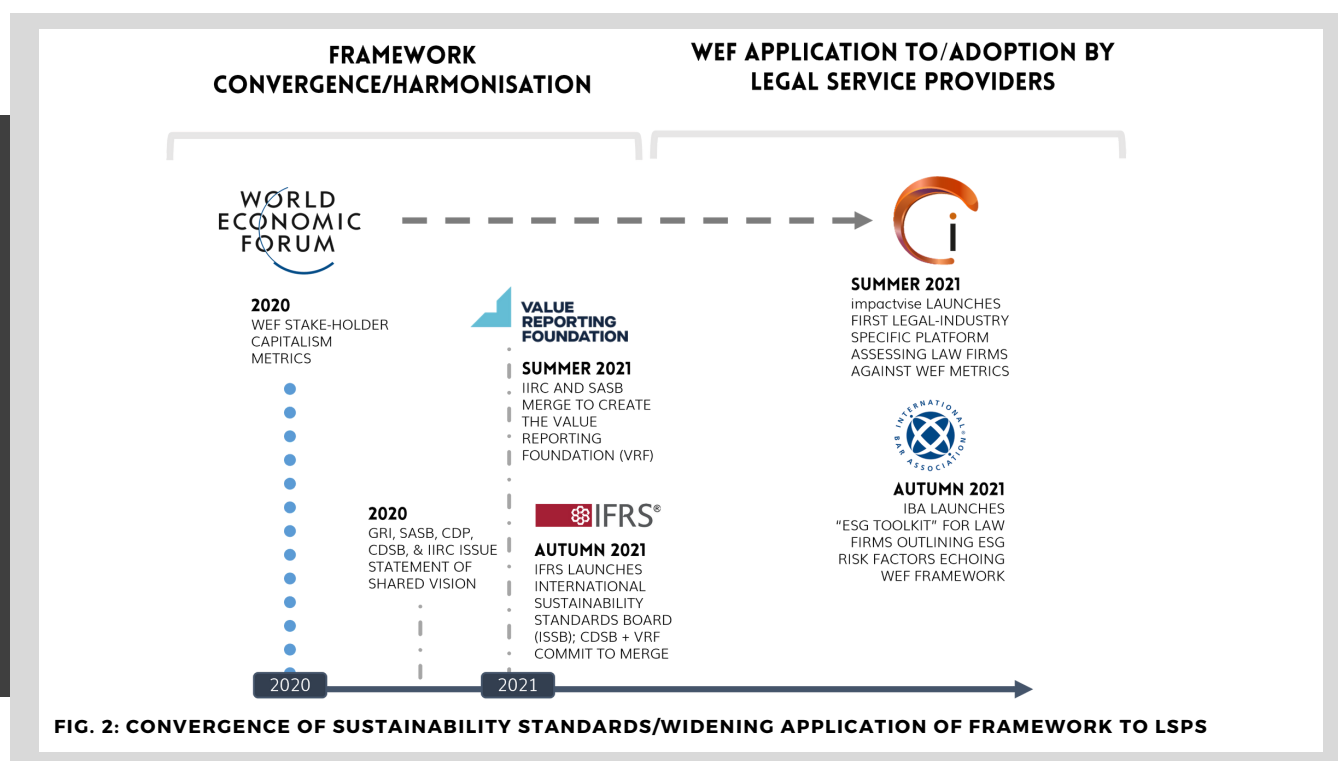 FRAMEWORK
CONVERGENCE/HARMONISATION
WEF APPLICATION TO/ADOPTION BY
LEGAL SERVICE PROVIDERS
WORLD
ECONOMIC
FORUM
2020
WEF STAKE-HOLDER
CAPITALISM
METRICS
VALUE
REPORTING
FOUNDATION
SUMMER 2021
IIRC AND SASB
MERGE TO CREATE
THE VALUE
REPORTING
FOUNDATION (VRF)
2020
GRI, SASB, CDP,
CDSB, & IIRC ISSUE
STATEMENT OF
SHARED VISION
IFRS®
AUTUMN 2021
IFRS LAUNCHES
INTERNATIONAL
SUSTAINABILITY
STANDARDS BOARD
(ISSB); CDSB + VRF
COMMIT TO MERGE
i
SUMMER 2021
impactvise LAUNCHES
FIRST LEGAL-INDUSTRY
SPECIFIC PLATFORM
ASSESSING LAW FIRMS
AGAINST WEF METRICS
INTERNATIONAL®
BAR ASSOCIATION
AUTUMN 2021
IBA LAUNCHES
“ESG TOOLKIT” FOR LAW
FIRMS OUTLINING ESG
RISK FACTORS ECHOING
WEF FRAMEWORK
2020
2021
FIG. 2: CONVERGENCE OF SUSTAINABILITY STANDARDS/WIDENING APPLICATION OF FRAMEWORK TO LSPS